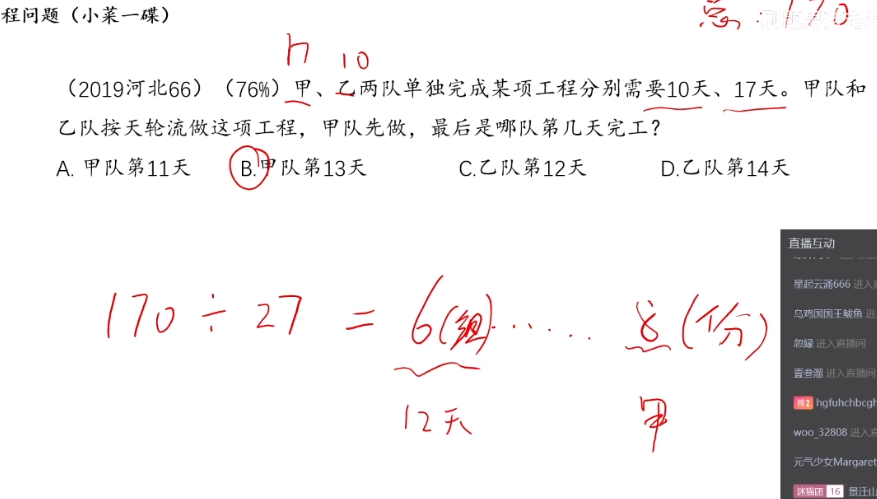 程问题（小菜一碟）
总：170
17 10
（2019河北66）（76%）甲、乙两队单独完成某项工程分别需要10天、17天。甲队和
乙队按天轮流做这项工程，甲队先做，最后是哪队第几天完工？
A. 甲队第11天 B.甲队第13天 C.乙队第12天 D.乙队第14天
直播互动
星起云涌666 进入
170 ÷ 27 = 6(组)...... 8(份)
乌鸡国国王鲅鱼 进
忽缘 进入直播间
壹叁溜 进入直播间
榜2 hgfuhchbcgh
12天 甲
woo_32808 进入直
元气少女Margaret
迷猫团 16 景迁山